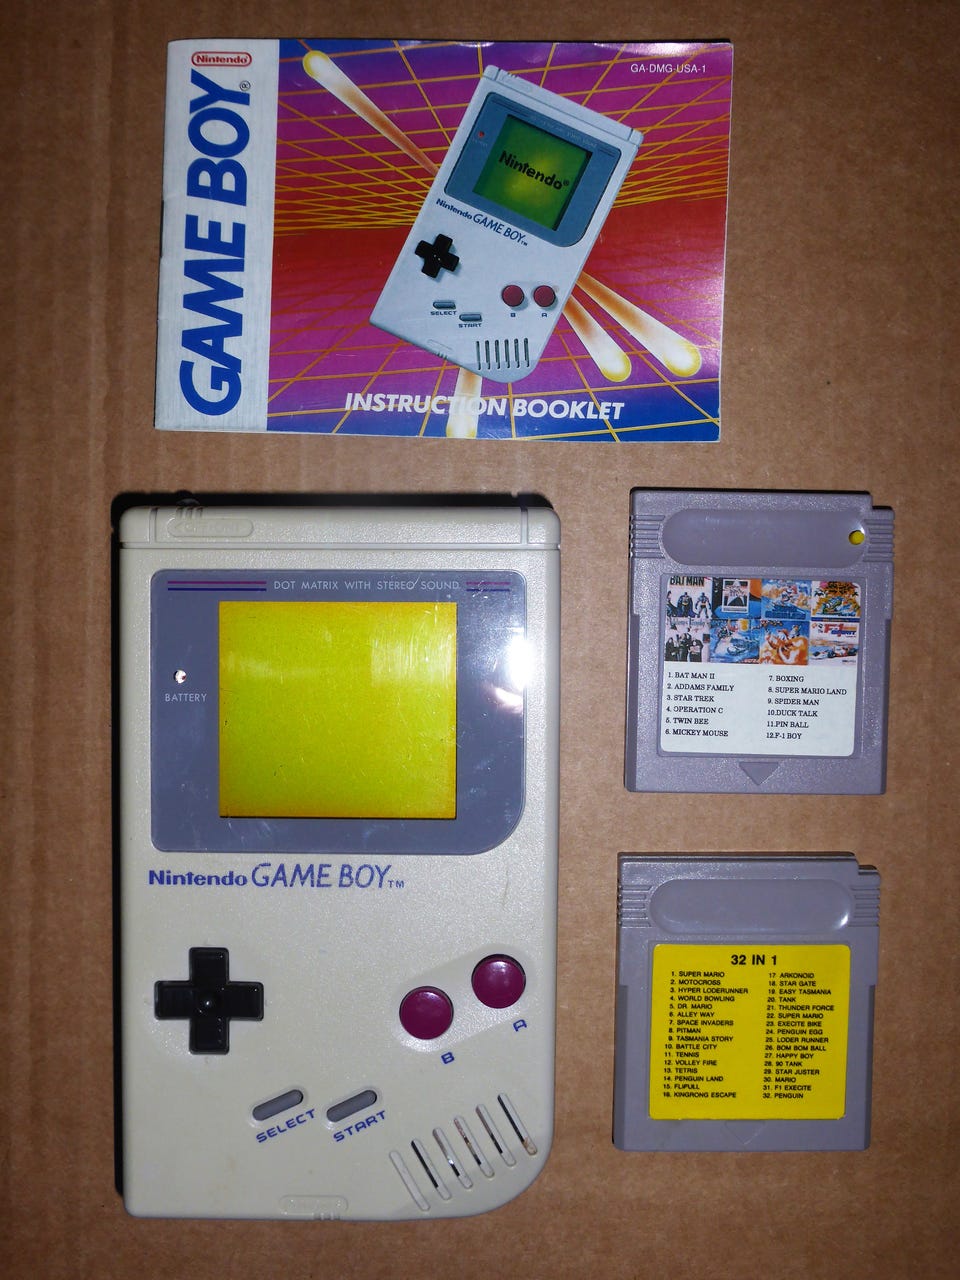 Nintendo
GAME BOY®
GA-DMG-USA-1
Nintendo®
Nintendo GAME BOY™
SELECT
START
B
A
INSTRUCTION BOOKLET
DOT MATRIX WITH STEREO SOUND
BATTERY
Nintendo GAME BOY™
B
A
SELECT
START
BATMAN
1. BAT MAN II
2. ADDAMS FAMILY
3. STAR TREK
4. OPERATION C
5. TWIN BEE
6. MICKEY MOUSE
7. BOXING
8. SUPER MARIO LAND
9. SPIDER MAN
10.DUCK TALK
11.PIN BALL
12.F-1 BOY
32 IN 1
1. SUPER MARIO
2. MOTOCROSS
3. HYPER LODERUNNER
4. WORLD BOWLING
5. DR. MARIO
6. ALLEY WAY
7. SPACE INVADERS
8. PITMAN
9. TASMANIA STORY
10. BATTLE CITY
11. TENNIS
12. VOLLEY FIRE
13. TETRIS
14. PENGUIN LAND
15. FLIPULL
16. KINGRONG ESCAPE
17. ARKONOID
18. STAR GATE
19. EASY TASMANIA
20. TANK
21. THUNDER FORCE
22. SUPER MARIO
23. EXECITE BIKE
24. PENGUIN EGG
25. LODER RUNNER
26. BOM BOM BALL
27. HAPPY BOY
28. 90 TANK
29. STAR JUSTER
30. MARIO
31. F1 EXECITE
32. PENGUIN